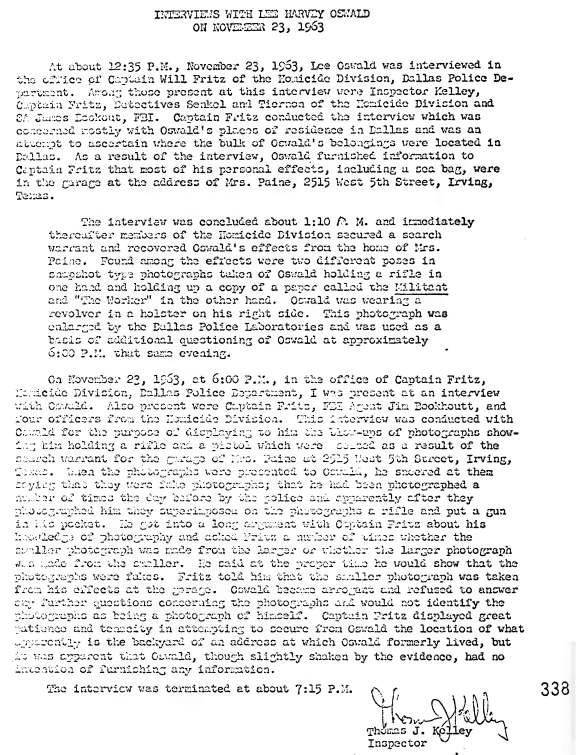 INTERVIEWS WITH LEE HARVEY OSWALD
ON NOVEMBER 23, 1963
At about 12:35 P.M., November 23, 1963, Lee Oswald was interviewed in
the office of Captain Will Fritz of the Homicide Division, Dallas Police De-
partment. Among those present at this interview were Inspector Kelley,
Captain Fritz, Detectives Senkel and Tiernon of the Homicide Division and
SA James Bookout, FBI. Captain Fritz conducted the interview which was
concerned mostly with Oswald's places of residence in Dallas and was an
attempt to ascertain where the bulk of Oswald's belongings were located in
Dallas. As a result of the interview, Oswald furnished information to
Captain Fritz that most of his personal effects, including a sea bag, were
in the garage at the address of Mrs. Paine, 2515 West 5th Street, Irving,
Texas.
The interview was concluded about 1:10 P. M. and immediately
thereafter members of the Homicide Division secured a search
warrant and recovered Oswald's effects from the home of Mrs.
Paine. Found among the effects were two different poses in
snapshot type photographs taken of Oswald holding a rifle in
one hand and holding up a copy of a paper called the Militant
and "The Worker" in the other hand. Oswald was wearing a
revolver in a holster on his right side. This photograph was
enlarged by the Dallas Police Laboratories and was used as a
basis of additional questioning of Oswald at approximately
6:00 P.M. that same evening.
On November 23, 1963, at 6:00 P.M., in the office of Captain Fritz,
Homicide Division, Dallas Police Department, I was present at an interview
with Oswald. Also present were Captain Fritz, FBI Agent Jim Bookhoutt, and
four officers from the Homicide Division. This interview was conducted with
Oswald for the purpose of displaying to him the blow-ups of photographs show-
ing him holding a rifle and a pistol which were seized as a result of the
search warrant for the garage of Mrs. Paine at 2515 West 5th Street, Irving,
Texas. When the photographs were presented to Oswald, he sneered at them
saying that they were fake photographs; that he had been photographed a
number of times the day before by the police and apparently after they
photographed him they superimposed on the photographs a rifle and put a gun
in his pocket. He got into a long argument with Captain Fritz about his
knowledge of photography and asked Fritz a number of times whether the
smaller photograph was made from the larger or whether the larger photograph
was made from the smaller. He said at the proper time he would show that the
photographs were fakes. Fritz told him that the smaller photograph was taken
from his effects at the garage. Oswald became arrogant and refused to answer
any further questions concerning the photographs and would not identify the
photographs as being a photograph of himself. Captain Fritz displayed great
patience and tenacity in attempting to secure from Oswald the location of what
apparently is the backyard of an address at which Oswald formerly lived, but
it was apparent that Oswald, though slightly shaken by the evidence, had no
intention of furnishing any information.
The interview was terminated at about 7:15 P.M.
338
Thomas J. Kelley
Thomas J. Kelley
Inspector